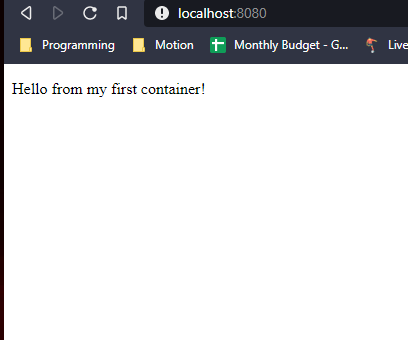 localhost:8080
Programming Motion Monthly Budget - G... Live
Hello from my first container!